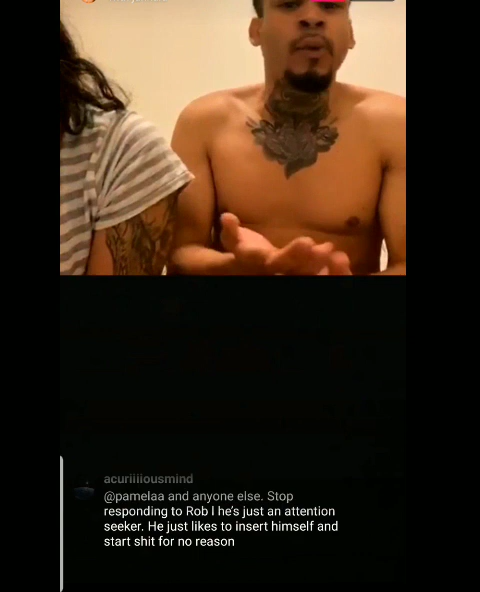 acuriiiiousmind
@pamelaa and anyone else. Stop
responding to Rob l he's just an attention
seeker. He just likes to insert himself and
start shit for no reason